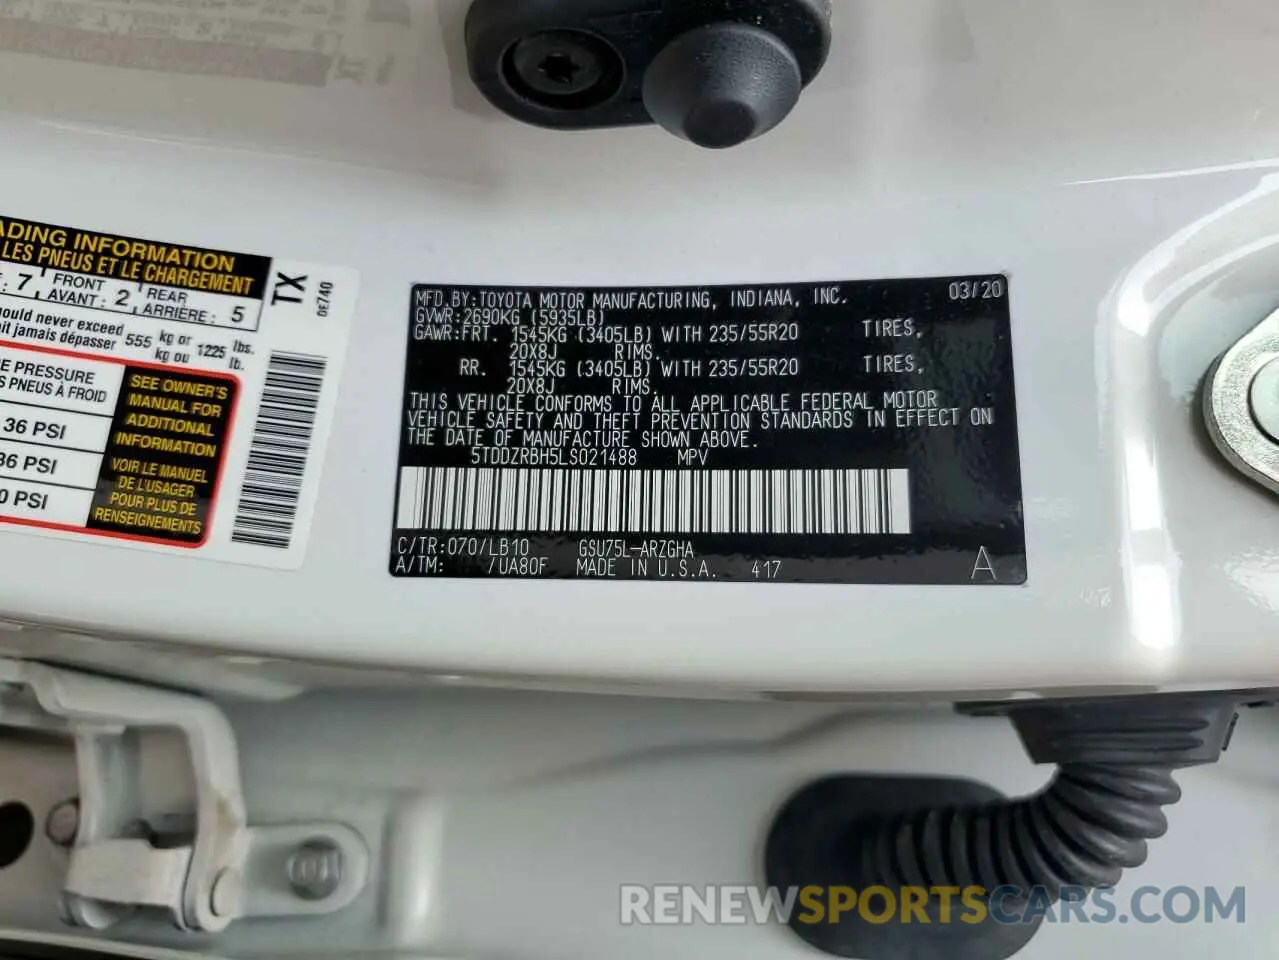 ADING INFORMATION
LES PNEUS ET LE CHARGEMENT
: 7, FRONT AVANT : 2, REAR ARRIÈRE : 5
ould never exceed
ait jamais dépasser 555 kg or kg ou 1225 lbs. lb.
E PRESSURE
S PNEUS À FROID
36 PSI
36 PSI
0 PSI
SEE OWNER'S
MANUAL FOR
ADDITIONAL
INFORMATION
VOIR LE MANUEL
DE L'USAGER
POUR PLUS DE
RENSEIGNEMENTS
TX
0E740
MFD.BY:TOYOTA MOTOR MANUFACTURING, INDIANA, INC. 03/20
GVWR:2690KG (5935LB)
GAWR:FRT. 1545KG (3405LB) WITH 235/55R20 TIRES,
20X8J RIMS.
RR. 1545KG (3405LB) WITH 235/55R20 TIRES,
20X8J RIMS.
THIS VEHICLE CONFORMS TO ALL APPLICABLE FEDERAL MOTOR
VEHICLE SAFETY AND THEFT PREVENTION STANDARDS IN EFFECT ON
THE DATE OF MANUFACTURE SHOWN ABOVE.
5TDDZRBH5LS021488 MPV
C/TR:070/LB10 GSU75L-ARZGHA
A/TM: /UA80F MADE IN U.S.A. 417 A
RENEWSPORTSCARS.COM